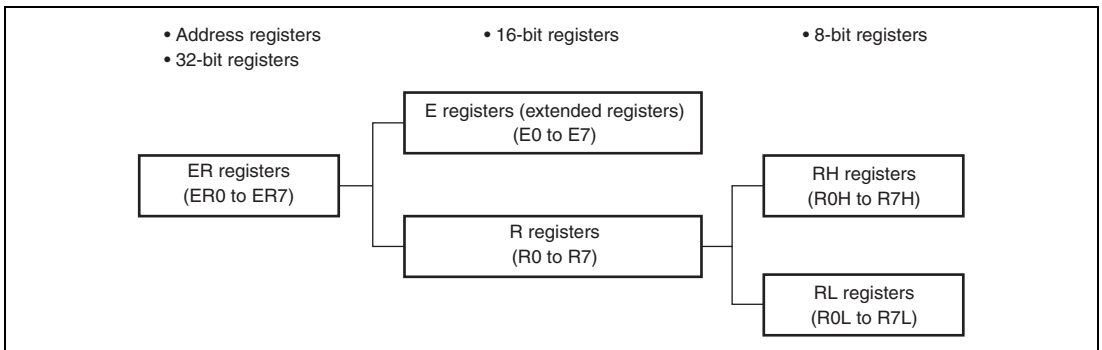 • Address registers
• 32-bit registers
• 16-bit registers
• 8-bit registers
E registers (extended registers)
(E0 to E7)
ER registers
(ER0 to ER7)
RH registers
(R0H to R7H)
R registers
(R0 to R7)
RL registers
(R0L to R7L)